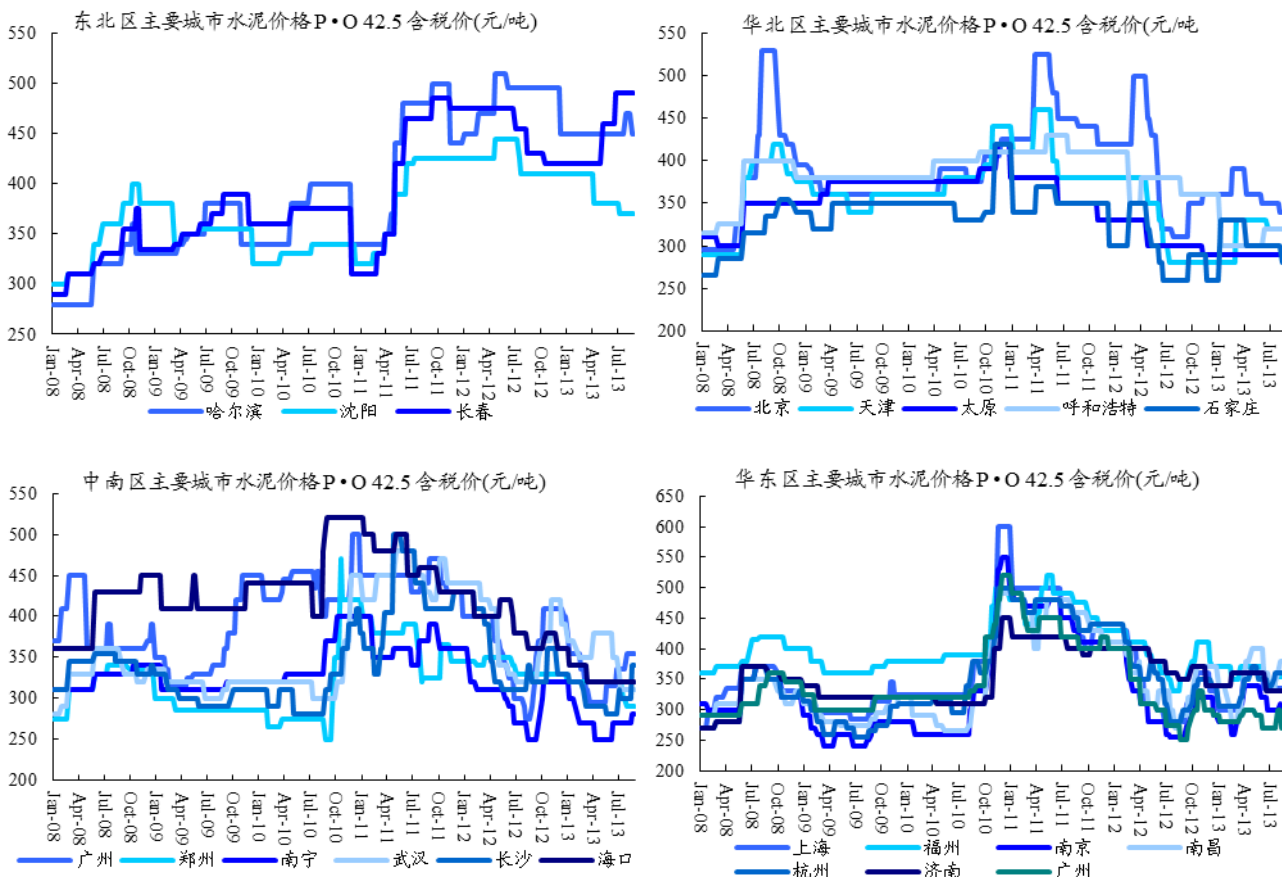 东北区主要城市水泥价格P•O 42.5 含税价(元/吨)
550
500
450
400
350
300
250
Jan-08 Apr-08 Jul-08 Oct-08 Jan-09 Apr-09 Jul-09 Oct-09 Jan-10 Apr-10 Jul-10 Oct-10 Jan-11 Apr-11 Jul-11 Oct-11 Jan-12 Apr-12 Jul-12 Oct-12 Jan-13 Apr-13 Jul-13
哈尔滨 沈阳 长春
华北区主要城市水泥价格P•O 42.5 含税价(元/吨
550
500
450
400
350
300
250
200
Jan-08 Apr-08 Jul-08 Oct-08 Jan-09 Apr-09 Jul-09 Oct-09 Jan-10 Apr-10 Jul-10 Oct-10 Jan-11 Apr-11 Jul-11 Oct-11 Jan-12 Apr-12 Jul-12 Oct-12 Jan-13 Apr-13 Jul-13
北京 天津 太原 呼和浩特 石家庄
中南区主要城市水泥价格P•O 42.5 含税价(元/吨)
550
500
450
400
350
300
250
200
Jan-08 Apr-08 Jul-08 Oct-08 Jan-09 Apr-09 Jul-09 Oct-09 Jan-10 Apr-10 Jul-10 Oct-10 Jan-11 Apr-11 Jul-11 Oct-11 Jan-12 Apr-12 Jul-12 Oct-12 Jan-13 Apr-13 Jul-13
广州 郑州 南宁 武汉 长沙 海口
华东区主要城市水泥价格P•O 42.5 含税价(元/吨)
650
600
550
500
450
400
350
300
250
200
Jan-08 Apr-08 Jul-08 Oct-08 Jan-09 Apr-09 Jul-09 Oct-09 Jan-10 Apr-10 Jul-10 Oct-10 Jan-11 Apr-11 Jul-11 Oct-11 Jan-12 Apr-12 Jul-12 Oct-12 Jan-13 Apr-13 Jul-13
上海 福州 南京 南昌
杭州 济南 广州